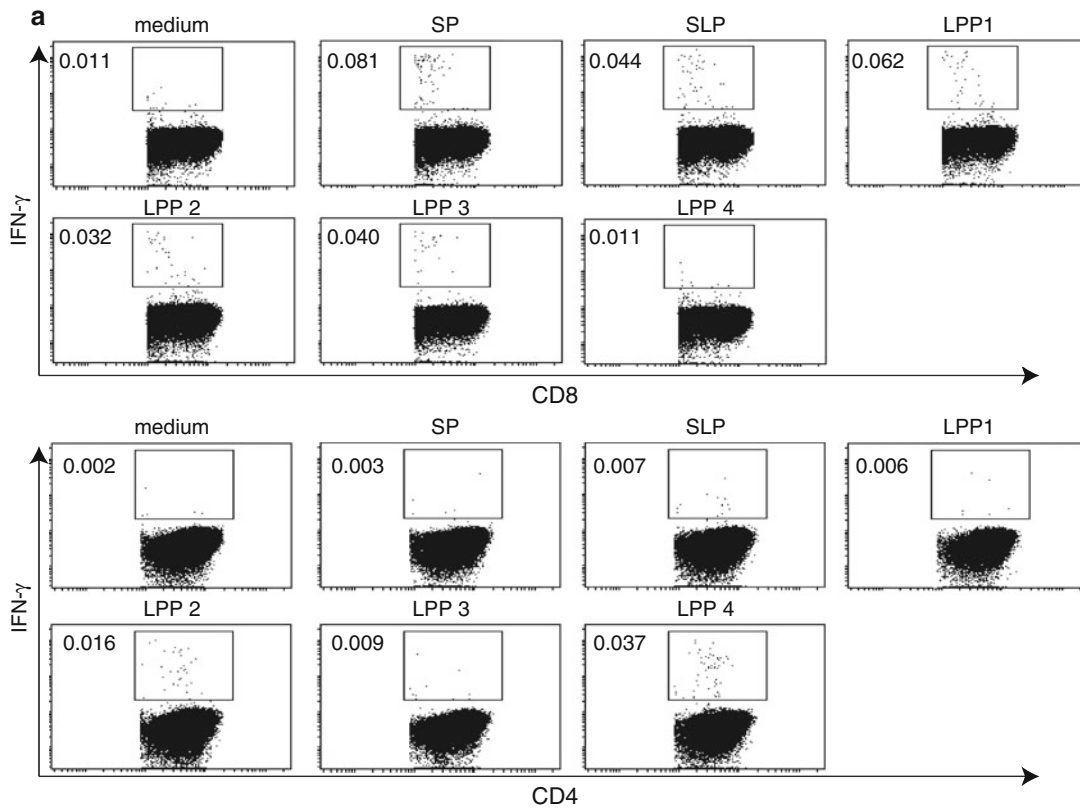 a
medium SP SLP LPP1
0.011 0.081 0.044 0.062
LPP 2 LPP 3 LPP 4
0.032 0.040 0.011
IFN-γ
CD8
medium SP SLP LPP1
0.002 0.003 0.007 0.006
LPP 2 LPP 3 LPP 4
0.016 0.009 0.037
IFN-γ
CD4